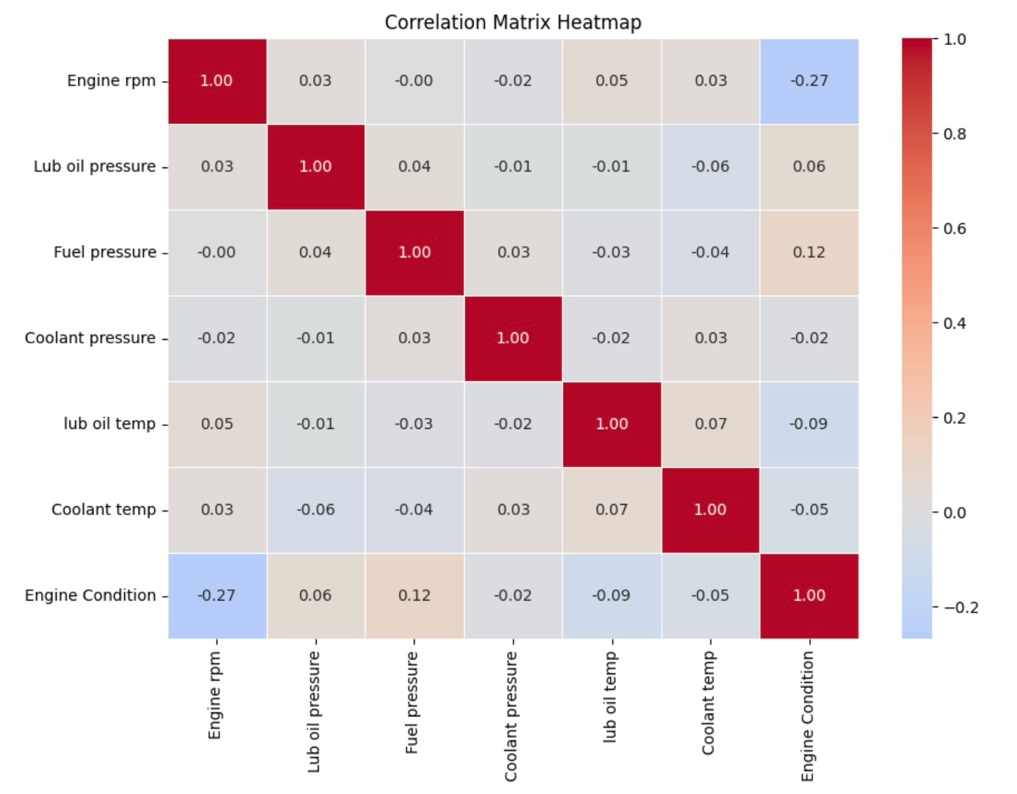 Correlation Matrix Heatmap
Engine rpm 1.00 0.03 -0.00 -0.02 0.05 0.03 -0.27
Lub oil pressure 0.03 1.00 0.04 -0.01 -0.01 -0.06 0.06
Fuel pressure -0.00 0.04 1.00 0.03 -0.03 -0.04 0.12
Coolant pressure -0.02 -0.01 0.03 1.00 -0.02 0.03 -0.02
lub oil temp 0.05 -0.01 -0.03 -0.02 1.00 0.07 -0.09
Coolant temp 0.03 -0.06 -0.04 0.03 0.07 1.00 -0.05
Engine Condition -0.27 0.06 0.12 -0.02 -0.09 -0.05 1.00
Engine rpm
Lub oil pressure
Fuel pressure
Coolant pressure
lub oil temp
Coolant temp
Engine Condition
1.0
0.8
0.6
0.4
0.2
0.0
−0.2